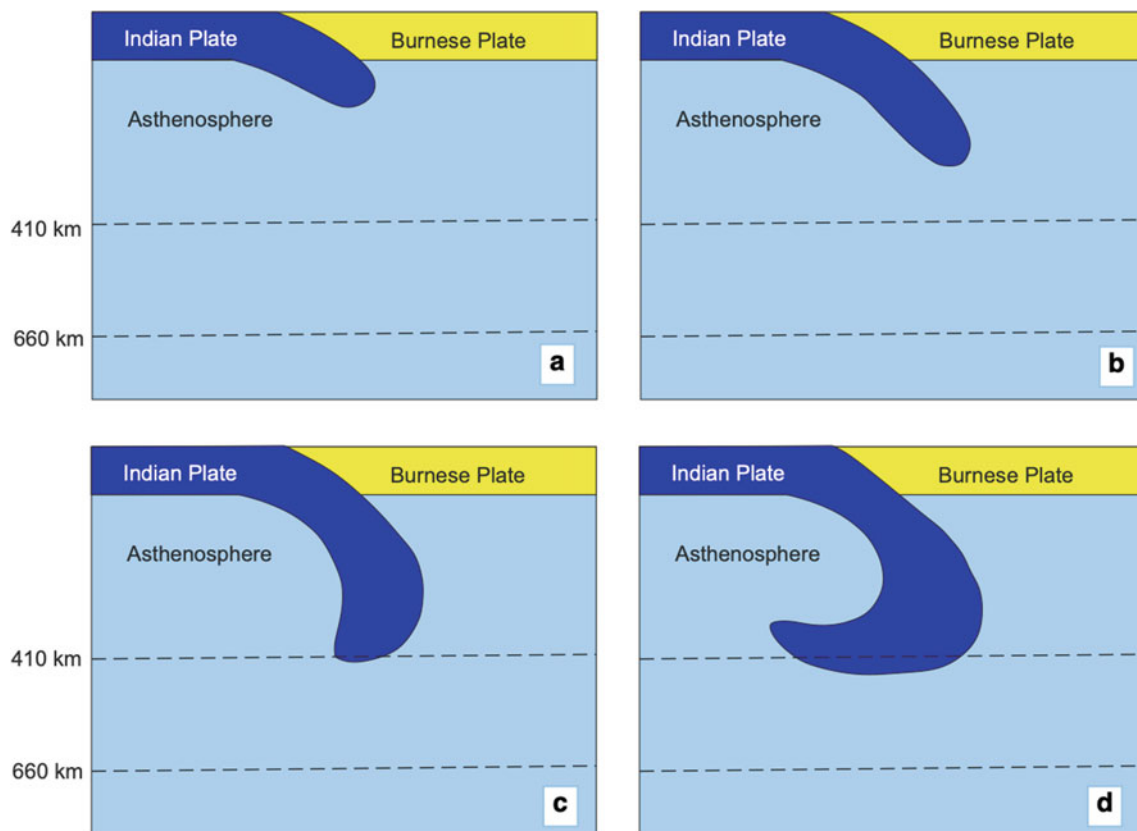 Indian Plate
Burnese Plate
Asthenosphere
410 km
660 km
a
Indian Plate
Burnese Plate
Asthenosphere
b
Indian Plate
Burnese Plate
Asthenosphere
410 km
660 km
c
Indian Plate
Burnese Plate
Asthenosphere
d